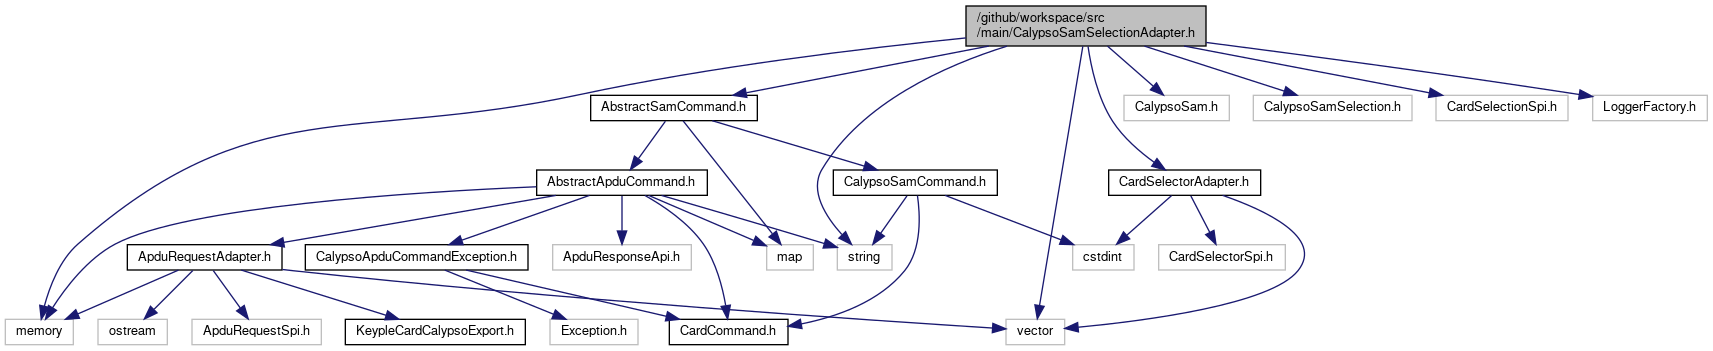 /github/workspace/src
/main/CalypsoSamSelectionAdapter.h
AbstractSamCommand.h
CalypsoSam.h
CalypsoSamSelection.h
CardSelectionSpi.h
LoggerFactory.h
AbstractApduCommand.h
CalypsoSamCommand.h
CardSelectorAdapter.h
ApduRequestAdapter.h
CalypsoApduCommandException.h
ApduResponseApi.h
map
string
cstdint
CardSelectorSpi.h
memory
ostream
ApduRequestSpi.h
KeypleCardCalypsoExport.h
Exception.h
CardCommand.h
vector